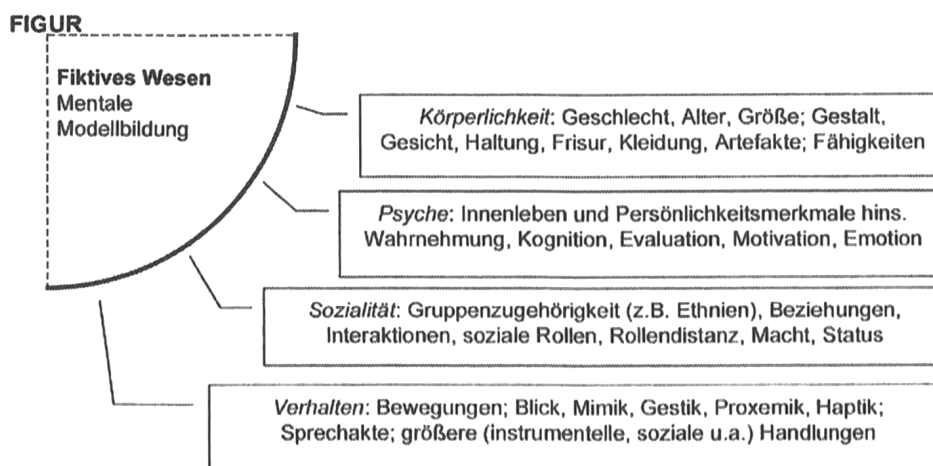 FIGUR
Fiktives Wesen
Mentale
Modellbildung
Körperlichkeit: Geschlecht, Alter, Größe; Gestalt,
Gesicht, Haltung, Frisur, Kleidung, Artefakte; Fähigkeiten
Psyche: Innenleben und Persönlichkeitsmerkmale hins.
Wahrnehmung, Kognition, Evaluation, Motivation, Emotion
Sozialität: Gruppenzugehörigkeit (z.B. Ethnien), Beziehungen,
Interaktionen, soziale Rollen, Rollendistanz, Macht, Status
Verhalten: Bewegungen; Blick, Mimik, Gestik, Proxemik, Haptik;
Sprechakte; größere (instrumentelle, soziale u.a.) Handlungen